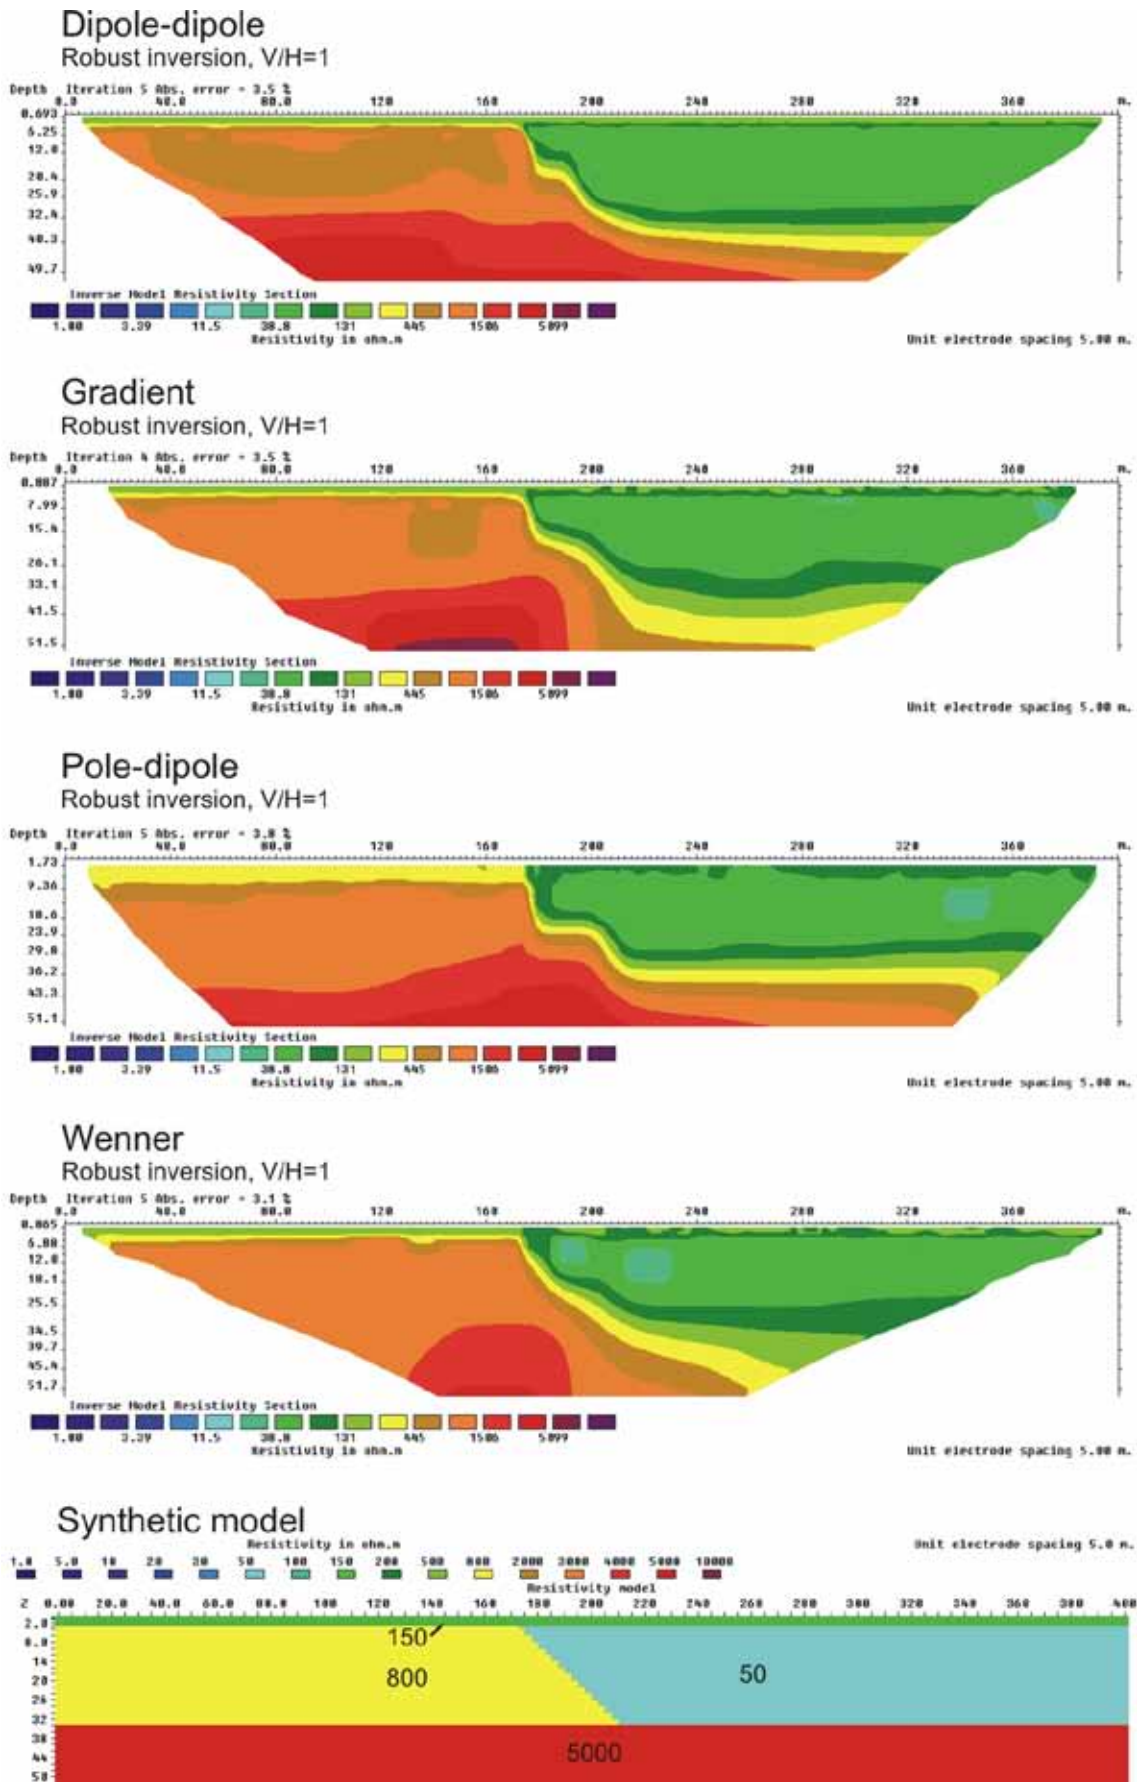 Dipole-dipole
Robust inversion, V/H=1
Depth Iteration 5 Abs. error = 3.5 %
0.0 40.0 80.0 120 160 200 240 280 320 360 m.
0.693
6.25
12.0
20.4
25.9
32.4
40.3
49.7
Inverse Model Resistivity Section
1.00 3.39 11.5 38.8 131 445 1506 5099
Resistivity in ohm.m
Unit electrode spacing 5.00 m.
Gradient
Robust inversion, V/H=1
Depth Iteration 4 Abs. error = 3.5 %
0.0 40.0 80.0 120 160 200 240 280 320 360 m.
0.887
7.99
15.4
26.1
33.1
41.5
51.5
Inverse Model Resistivity Section
1.00 3.39 11.5 38.8 131 445 1506 5099
Resistivity in ohm.m
Unit electrode spacing 5.00 m.
Pole-dipole
Robust inversion, V/H=1
Depth Iteration 5 Abs. error = 3.8 %
0.0 40.0 80.0 120 160 200 240 280 320 360 m.
1.73
9.36
18.6
23.9
29.8
36.2
43.3
51.1
Inverse Model Resistivity Section
1.00 3.39 11.5 38.8 131 445 1506 5099
Resistivity in ohm.m
Unit electrode spacing 5.00 m.
Wenner
Robust inversion, V/H=1
Depth Iteration 5 Abs. error = 3.1 %
0.0 40.0 80.0 120 160 200 240 280 320 360 m.
0.865
6.88
12.0
18.1
25.5
34.5
39.7
45.4
51.7
Inverse Model Resistivity Section
1.00 3.39 11.5 38.8 131 445 1506 5099
Resistivity in ohm.m
Unit electrode spacing 5.00 m.
Synthetic model
Resistivity in ohm.m
Unit electrode spacing 5.0 m.
1.0 5.0 10 20 30 50 100 150 200 500 800 2000 3000 4000 5000 10000
Resistivity model
Z 0.00 20.0 40.0 60.0 80.0 100 120 140 160 180 200 220 240 260 280 300 320 340 360 380 400
2.0
8.0
14
20
26
32
38
44
50
150
800
50
5000